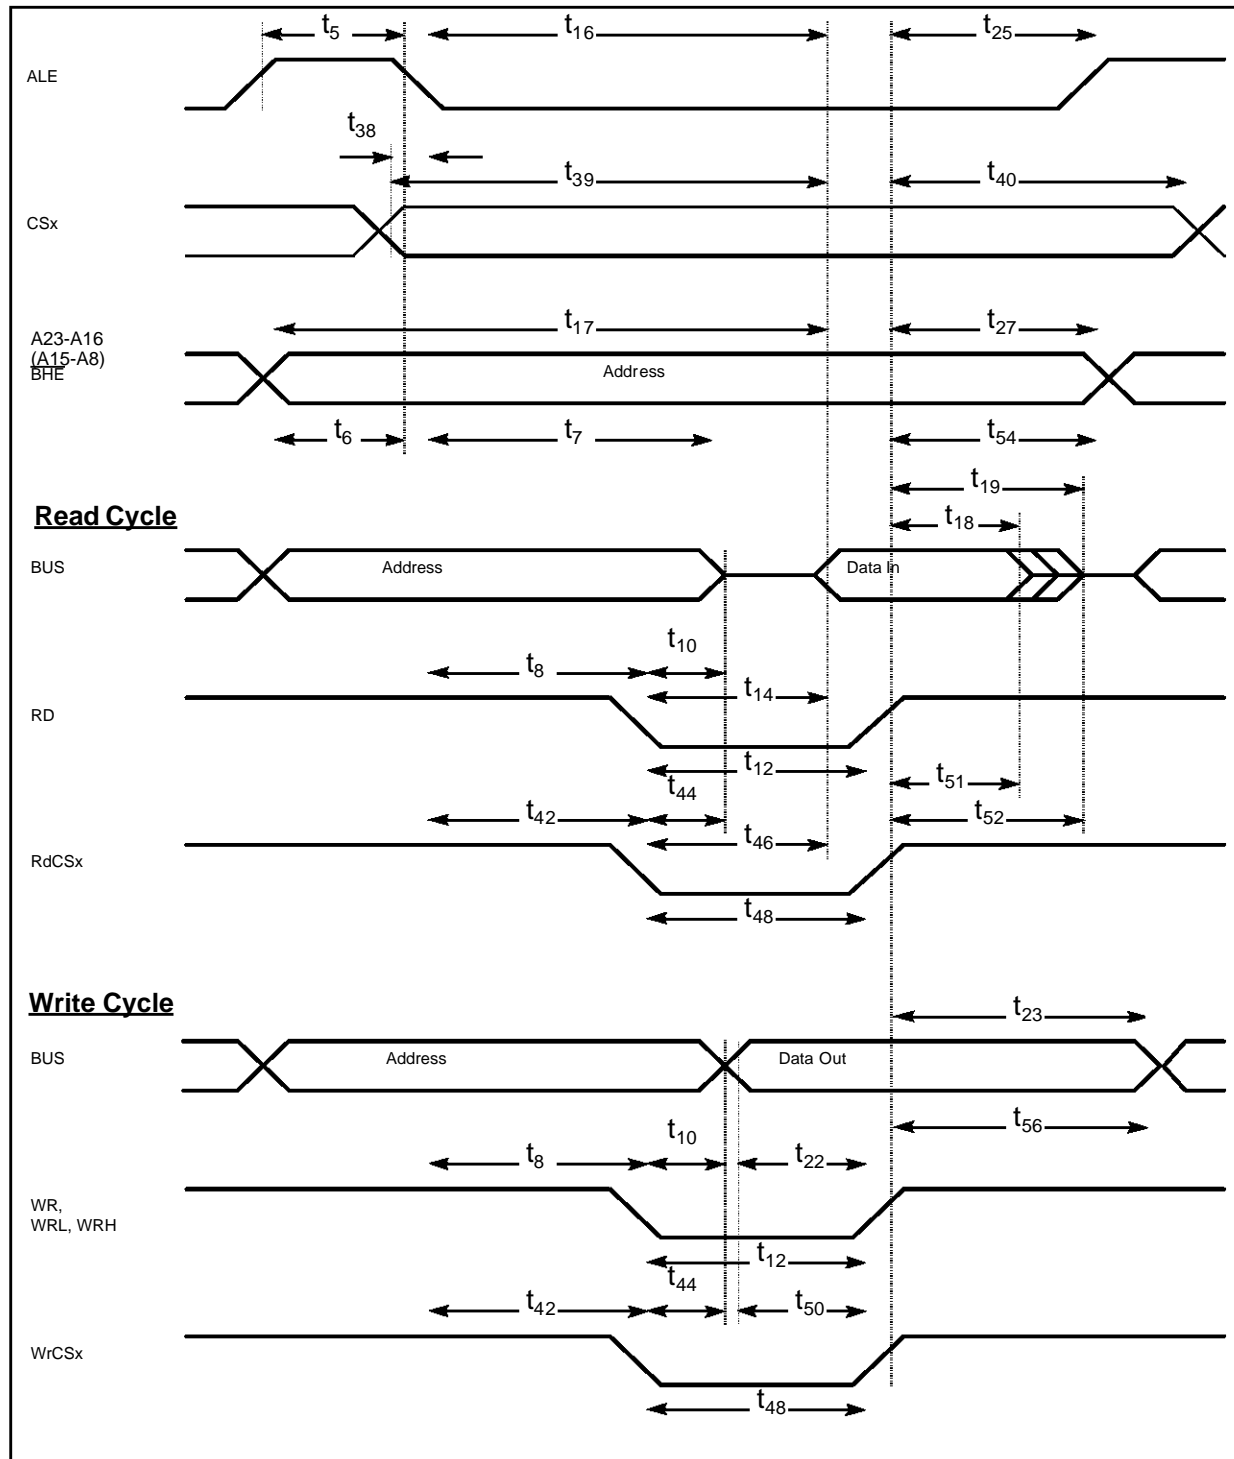 t5 t16 t25
ALE
t38
t39 t40
CSx
t17 t27
A23-A16
(A15-A8)
BHE
Address
t6 t7 t54
t19
Read Cycle
t18
BUS Address Data In
t10
t8
t14
RD
t12
t51
t44
t42 t52
t46
RdCSx
t48
Write Cycle
t23
BUS Address Data Out
t56
t10
t8 t22
WR,
WRL, WRH
t12
t44
t42 t50
WrCSx
t48